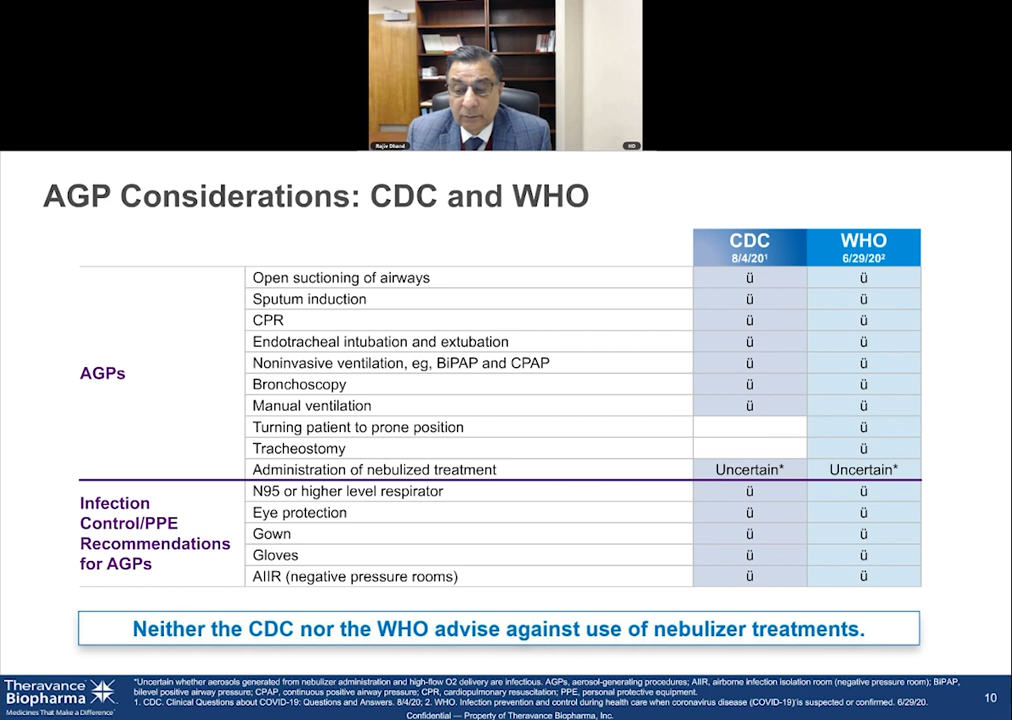 Rajiv Dhand
HD
AGP Considerations: CDC and WHO
CDC WHO
8/4/20¹ 6/29/20²
AGPs
Open suctioning of airways ü ü
Sputum induction ü ü
CPR ü ü
Endotracheal intubation and extubation ü ü
Noninvasive ventilation, eg, BiPAP and CPAP ü ü
Bronchoscopy ü ü
Manual ventilation ü ü
Turning patient to prone position ü
Tracheostomy ü
Administration of nebulized treatment Uncertain* Uncertain*
Infection
Control/PPE
Recommendations
for AGPs
N95 or higher level respirator ü ü
Eye protection ü ü
Gown ü ü
Gloves ü ü
AIIR (negative pressure rooms) ü ü
Neither the CDC nor the WHO advise against use of nebulizer treatments.
Theravance
Biopharma
Medicines That Make a Difference®
*Uncertain whether aerosols generated from nebulizer administration and high-flow O2 delivery are infectious. AGPs, aerosol-generating procedures; AIIR, airborne infection isolation room (negative pressure room); BiPAP,
bilevel positive airway pressure; CPAP, continuous positive airway pressure; CPR, cardiopulmonary resuscitation; PPE, personal protective equipment.
1. CDC. Clinical Questions about COVID-19: Questions and Answers. 8/4/20; 2. WHO. Infection prevention and control during health care when coronavirus disease (COVID-19) is suspected or confirmed. 6/29/20.
Confidential — Property of Theravance Biopharma, Inc.
10